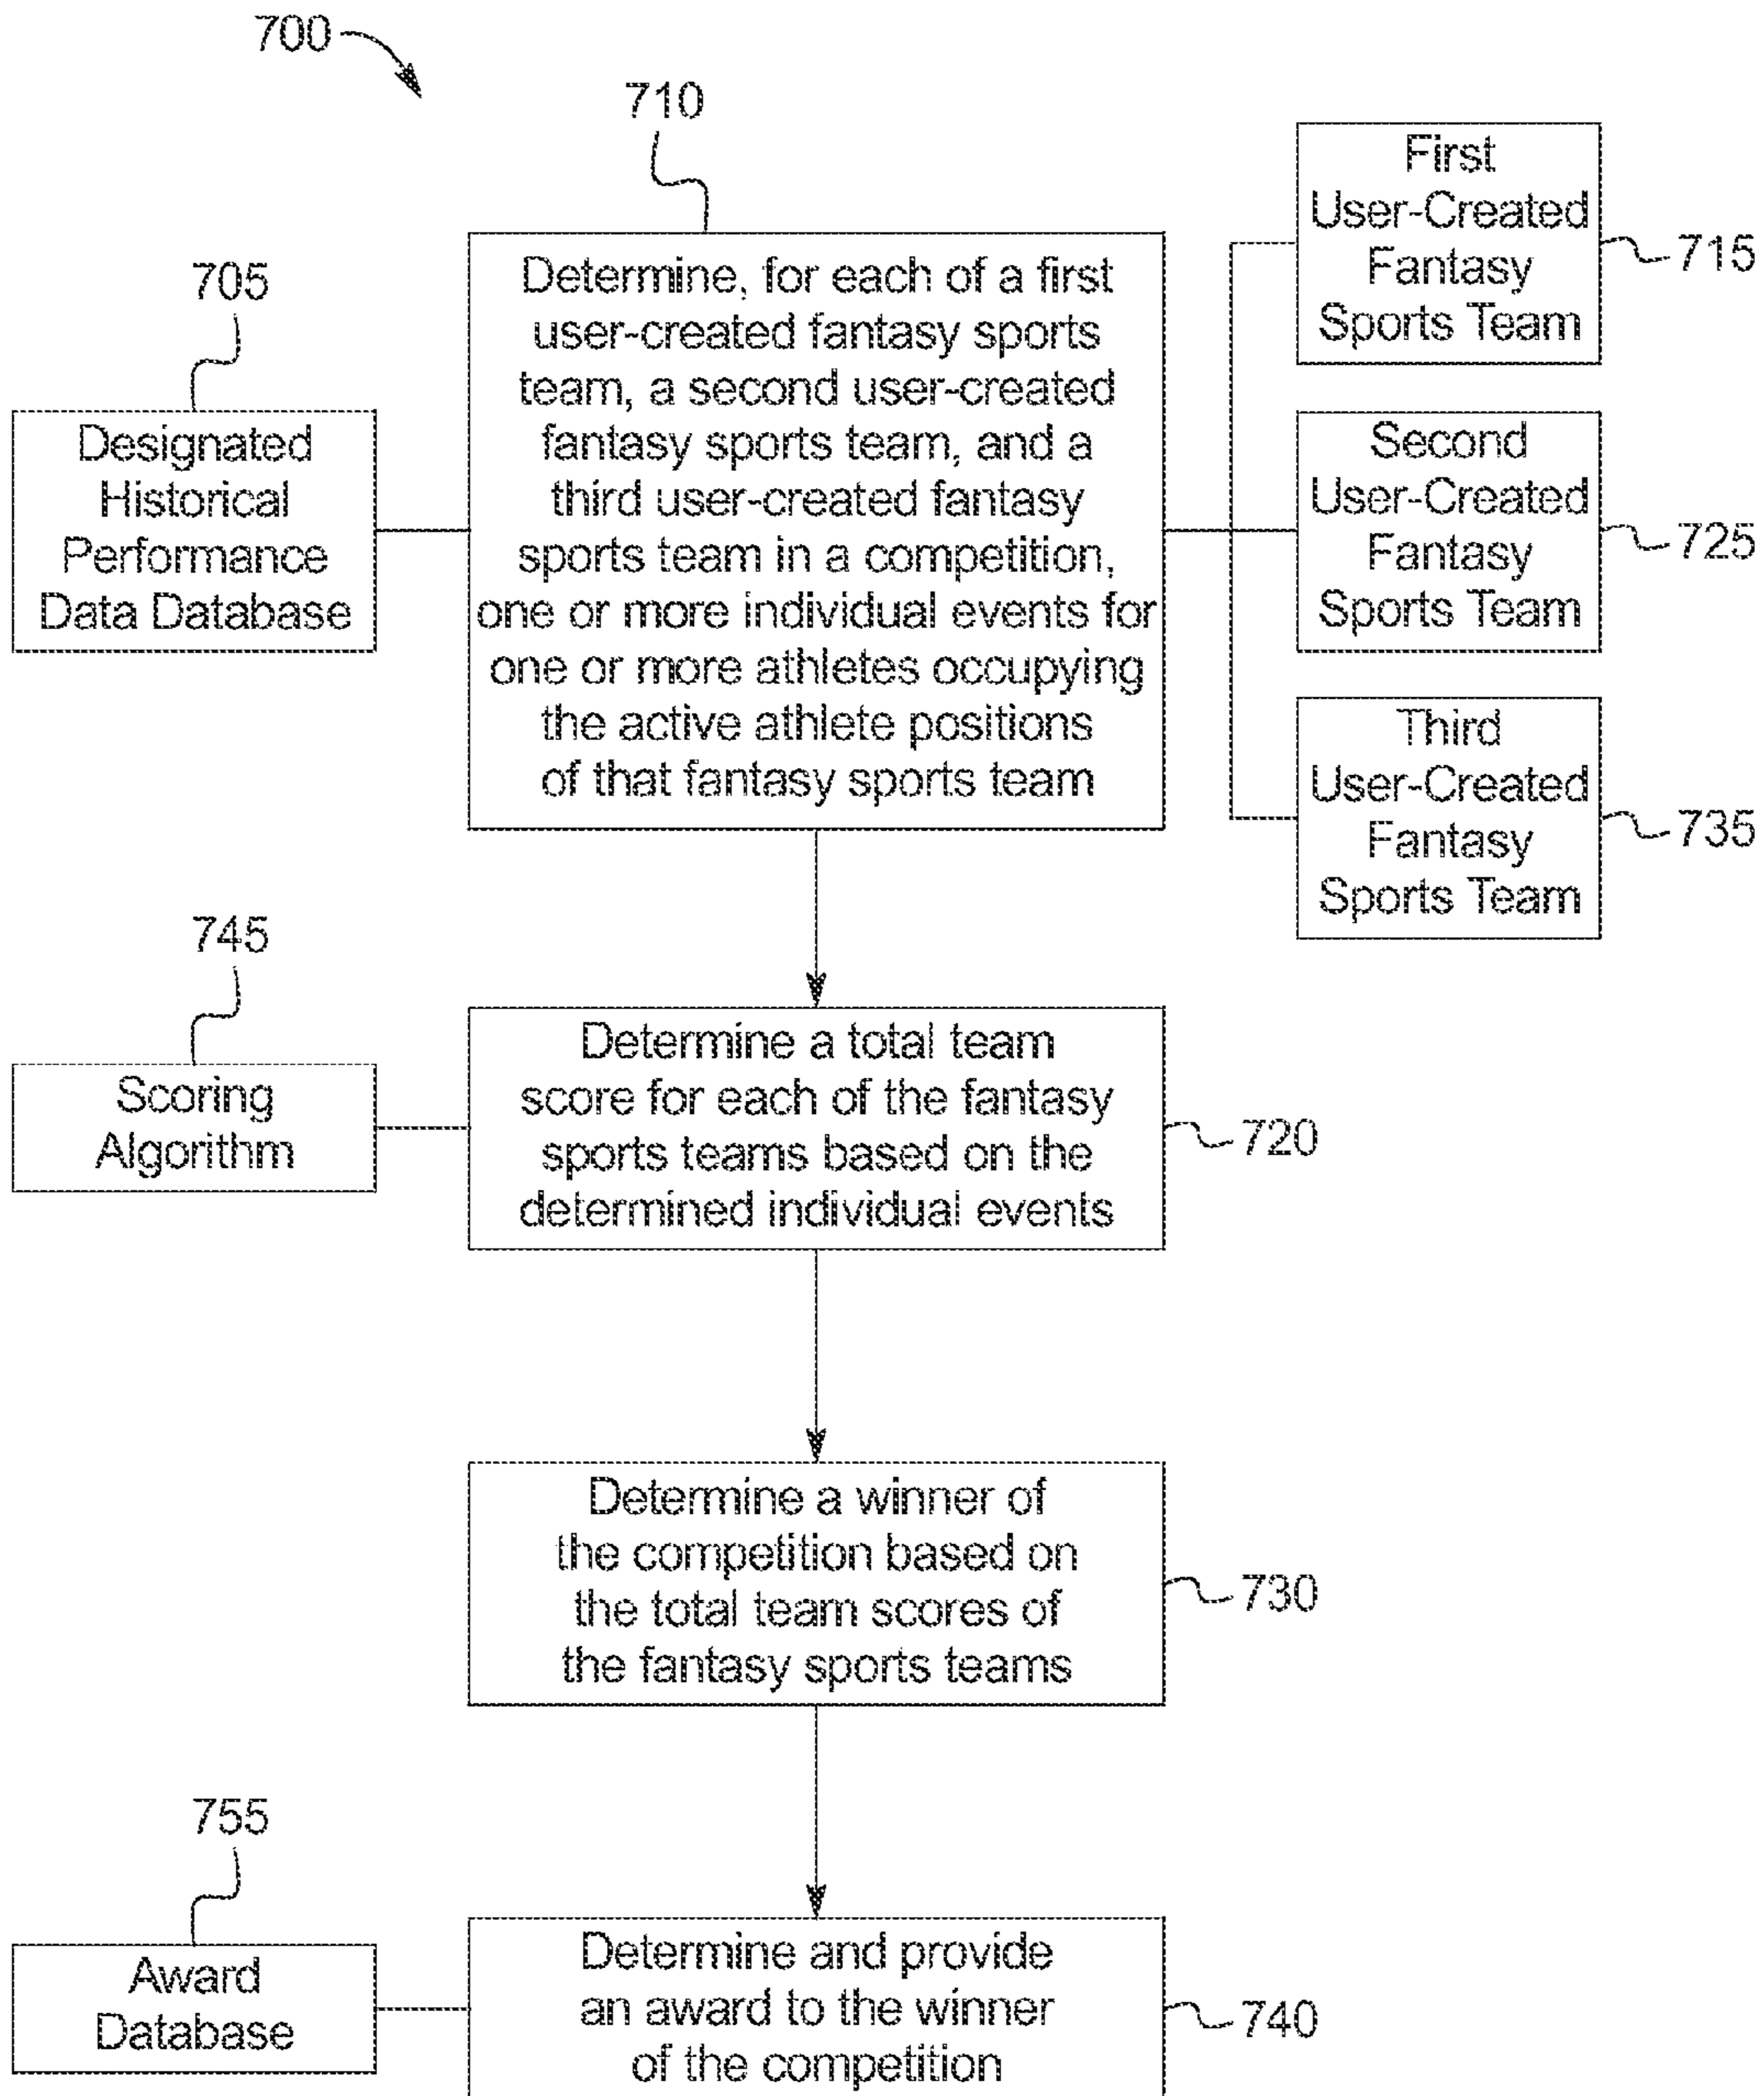 700
710
705
Designated
Historical
Performance
Data Database
Determine, for each of a first
user-created fantasy sports
team, a second user-created
fantasy sports team, and a
third user-created fantasy
sports team in a competition,
one or more individual events for
one or more athletes occupying
the active athlete positions
of that fantasy sports team
First
User-Created
Fantasy
Sports Team
715
Second
User-Created
Fantasy
Sports Team
725
Third
User-Created
Fantasy
Sports Team
735
745
Scoring
Algorithm
Determine a total team
score for each of the fantasy
sports teams based on the
determined individual events
720
Determine a winner of
the competition based on
the total team scores of
the fantasy sports teams
730
755
Award
Database
Determine and provide
an award to the winner
of the competition
740